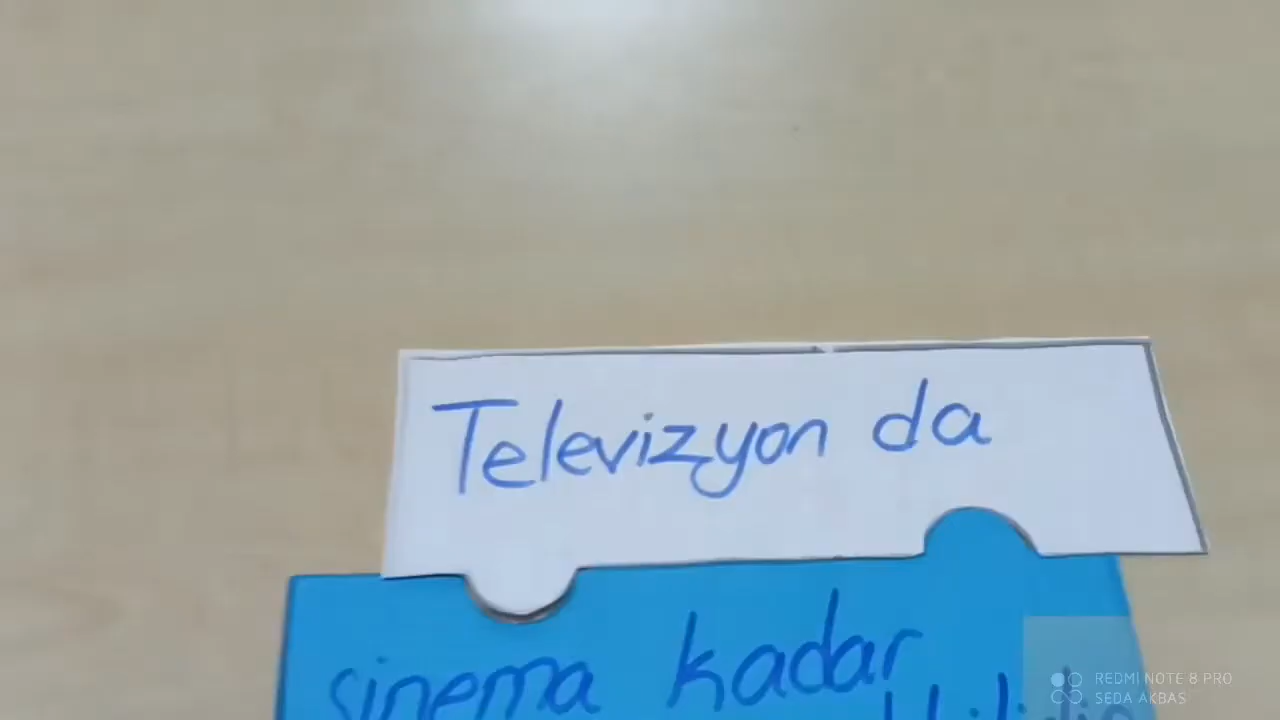 Televizyon da
sinema kadar
REDMI NOTE 8 PRO
SEDA AKBAS